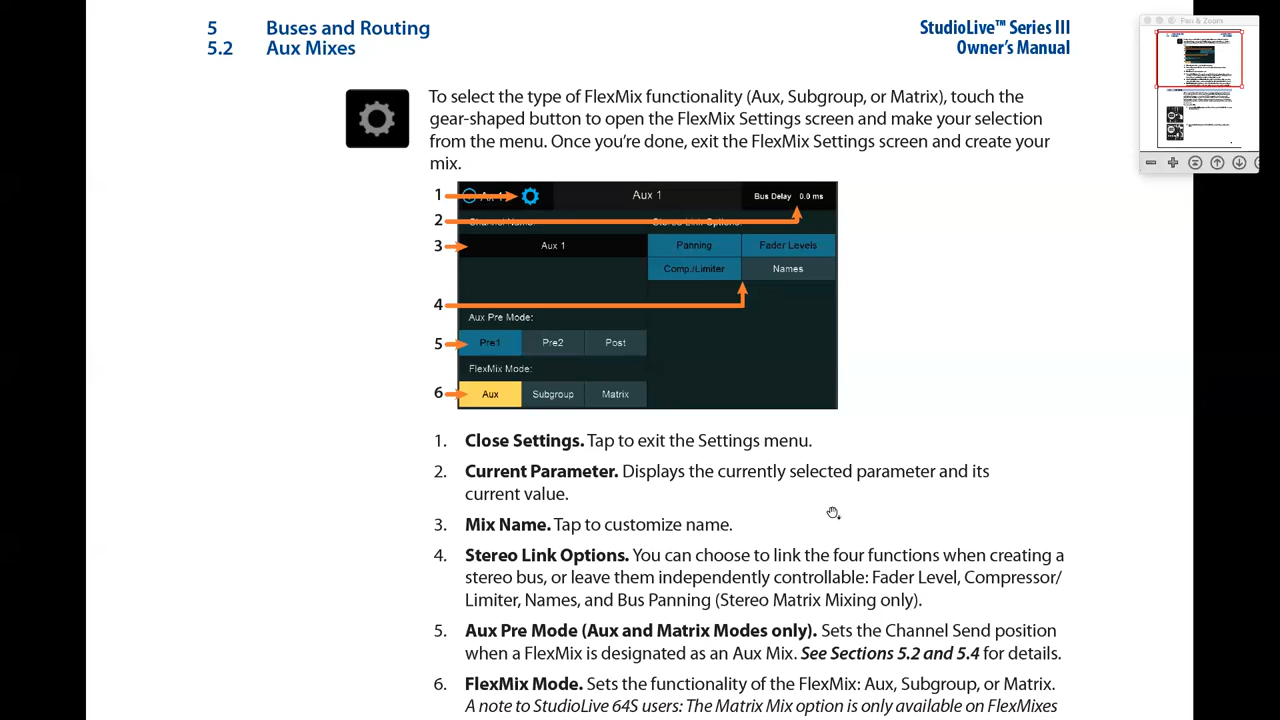 5 Buses and Routing
5.2 Aux Mixes
StudioLive™ Series III
Owner's Manual
Pan & Zoom
To select the type of FlexMix functionality (Aux, Subgroup, or Matrix), touch the
gear-shaped button to open the FlexMix Settings screen and make your selection
from the menu. Once you're done, exit the FlexMix Settings screen and create your
mix.
1
Aux 1
Bus Delay 0.0 ms
2
Channel Name:
Stereo Link Options:
3
Aux 1
Panning
Fader Levels
Comp./Limiter
Names
4
Aux Pre Mode:
5
Pre1
Pre2
Post
FlexMix Mode:
6
Aux
Subgroup
Matrix
1. Close Settings. Tap to exit the Settings menu.
2. Current Parameter. Displays the currently selected parameter and its
current value.
3. Mix Name. Tap to customize name.
4. Stereo Link Options. You can choose to link the four functions when creating a
stereo bus, or leave them independently controllable: Fader Level, Compressor/
Limiter, Names, and Bus Panning (Stereo Matrix Mixing only).
5. Aux Pre Mode (Aux and Matrix Modes only). Sets the Channel Send position
when a FlexMix is designated as an Aux Mix. See Sections 5.2 and 5.4 for details.
6. FlexMix Mode. Sets the functionality of the FlexMix: Aux, Subgroup, or Matrix.
A note to StudioLive 64S users: The Matrix Mix option is only available on FlexMixes